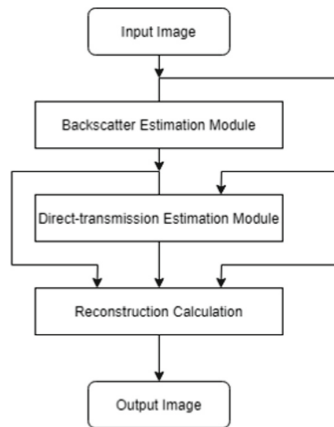 Input Image
Backscatter Estimation Module
Direct-transmission Estimation Module
Reconstruction Calculation
Output Image